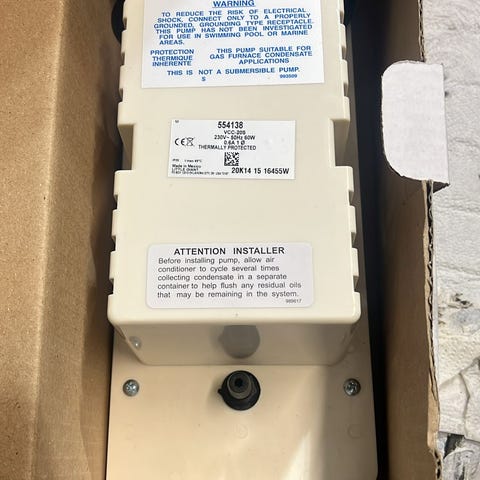 WARNING
TO REDUCE THE RISK OF ELECTRICAL
SHOCK, CONNECT ONLY TO A PROPERLY
GROUNDED, GROUNDING TYPE RECEPTACLE.
THIS PUMP HAS NOT BEEN INVESTIGATED
FOR USE IN SWIMMING POOL OR MARINE
AREAS.
PROTECTION
THERMIQUE
INHERENTE
THIS PUMP SUITABLE FOR
GAS FURNACE CONDENSATE
APPLICATIONS
THIS IS NOT A SUBMERSIBLE PUMP.
S 993509
554138
VCC-20S
230V~ 50Hz 60W
0.6A 1 Ø
THERMALLY PROTECTED
CE
Made in Mexico
LITTLE GIANT
20K14 15 16455W
ATTENTION INSTALLER
Before installing pump, allow air
conditioner to cycle several times
collecting condensate in a separate
container to help flush any residual oils
that may be remaining in the system.
989617